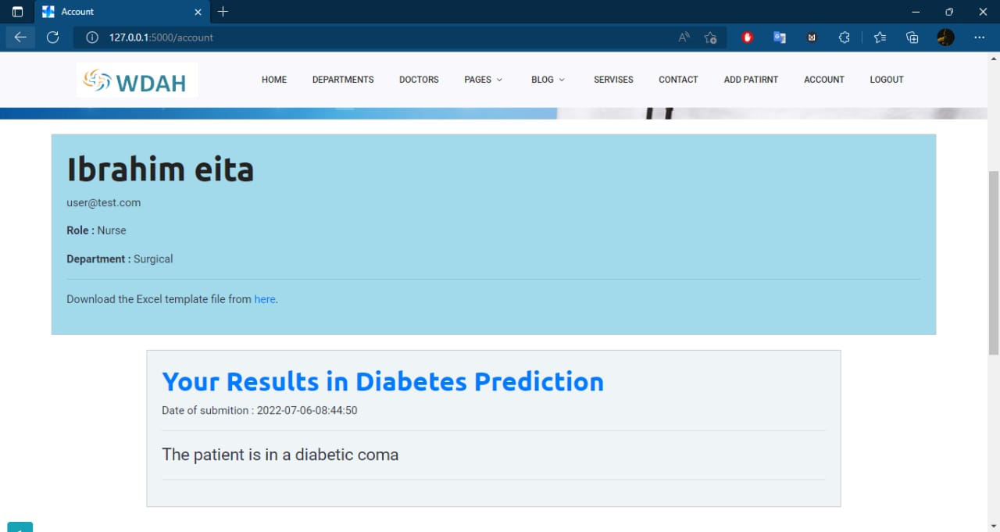 Account
127.0.0.1:5000/account
WDAH
HOME DEPARTMENTS DOCTORS PAGES BLOG SERVISES CONTACT ADD PATIRNT ACCOUNT LOGOUT
Ibrahim eita
user@test.com
Role : Nurse
Department : Surgical
Download the Excel template file from here.
Your Results in Diabetes Prediction
Date of submition : 2022-07-06-08:44:50
The patient is in a diabetic coma